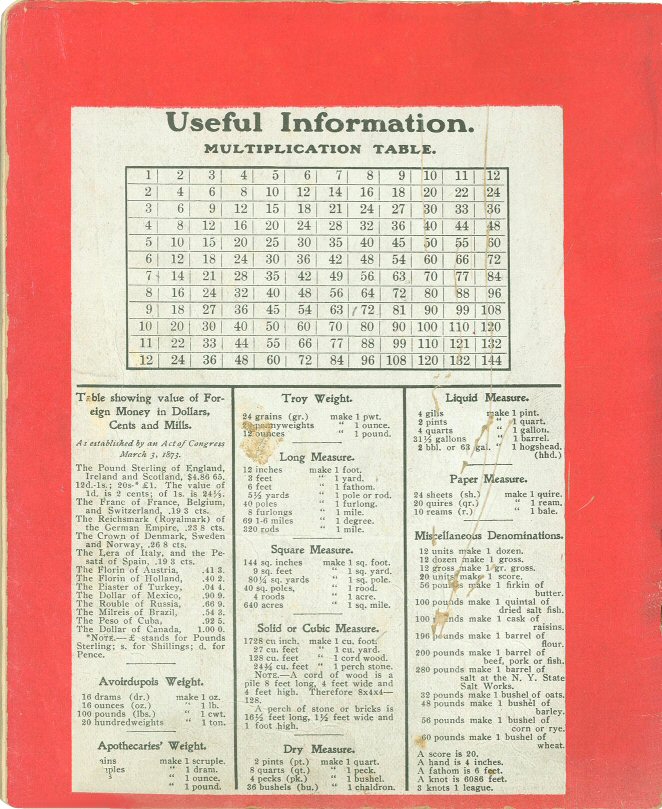 Useful Information.
MULTIPLICATION TABLE.
1 2 3 4 5 6 7 8 9 10 11 12
2 4 6 8 10 12 14 16 18 20 22 24
3 6 9 12 15 18 21 24 27 30 33 36
4 8 12 16 20 24 28 32 36 40 44 48
5 10 15 20 25 30 35 40 45 50 55 60
6 12 18 24 30 36 42 48 54 60 66 72
7 14 21 28 35 42 49 56 63 70 77 84
8 16 24 32 40 48 56 64 72 80 88 96
9 18 27 36 45 54 63 72 81 90 99 108
10 20 30 40 50 60 70 80 90 100 110 120
11 22 33 44 55 66 77 88 99 110 121 132
12 24 36 48 60 72 84 96 108 120 132 144
Table showing value of For-
eign Money in Dollars,
Cents and Mills.
As established by an Act of Congress
March 3, 1873.
The Pound Sterling of England,
Ireland and Scotland, $4.86 65,
12d.-1s.; 20s-* £1. The value of
1d. is 2 cents; of 1s. is 24⅓.
The Franc of France, Belgium,
and Switzerland, .19 3 cts.
The Reichsmark (Royalmark) of
the German Empire, .23 8 cts.
The Crown of Denmark, Sweden
and Norway, .26 8 cts.
The Lera of Italy, and the Pe-
sata of Spain, .19 3 cts.
The Florin of Austria, .41 3.
The Florin of Holland, .40 2.
The Piaster of Turkey, .04 4.
The Dollar of Mexico, .90 9.
The Rouble of Russia, .66 9.
The Milreis of Brazil, .54 3.
The Peso of Cuba, .92 5.
The Dollar of Canada, 1.00 0.
*NOTE.—£ stands for Pounds
Sterling; s. for Shillings; d. for
Pence.
Avoirdupois Weight.
16 drams (dr.) make 1 oz.
16 ounces (oz.) “ 1 lb.
100 pounds (lbs.) “ 1 cwt.
20 hundredweights “ 1 ton.
Apothecaries' Weight.
make 1 scruple.
“ 1 dram.
“ 1 ounce.
“ 1 pound.
Troy Weight.
24 grains (gr.) make 1 pwt.
pennyweights “ 1 ounce.
12 ounces “ 1 pound.
Long Measure.
12 inches make 1 foot.
3 feet “ 1 yard.
6 feet “ 1 fathom.
5½ yards “ 1 pole or rod.
40 poles “ 1 furlong.
8 furlongs “ 1 mile.
69 1-6 miles “ 1 degree.
320 rods “ 1 mile.
Square Measure.
144 sq. inches make 1 sq. foot.
9 sq. feet “ 1 sq. yard.
80¼ sq. yards “ 1 sq. pole.
40 sq. poles, “ 1 rood.
4 roods “ 1 acre.
640 acres “ 1 sq. mile.
Solid or Cubic Measure.
1728 cu inch. make 1 cu. foot.
27 cu. feet “ 1 cu. yard.
128 cu. feet “ 1 cord wood.
24¾ cu. feet “ 1 perch stone.
NOTE.—A cord of wood is a
pile 8 feet long, 4 feet wide and
4 feet high. Therefore 8x4x4—
128.
A perch of stone or bricks is
16½ feet long, 1½ feet wide and
1 foot high.
Dry Measure.
2 pints (pt.) make 1 quart.
8 quarts (qt.) “ 1 peck.
4 pecks (pk.) “ 1 bushel.
36 bushels (bu.) “ 1 chaldron.
Liquid Measure.
4 gills make 1 pint.
2 pints “ 1 quart.
4 quarts “ 1 gallon.
31½ gallons “ 1 barrel.
2 bbl. or 63 gal. “ 1 hogshead.
(hhd.)
Paper Measure.
24 sheets (sh.) make 1 quire.
20 quires (qr.) “ 1 ream.
10 reams (r.) “ 1 bale.
Miscellaneous Denominations.
12 units make 1 dozen.
12 dozen make 1 gross.
12 gross make 1 gr. gross.
20 units make 1 score.
56 pounds make 1 firkin of
butter.
100 pounds make 1 quintal of
dried salt fish.
100 pounds make 1 cask of
raisins.
196 pounds make 1 barrel of
flour.
200 pounds make 1 barrel of
beef, pork or fish.
280 pounds make 1 barrel of
salt at the N. Y. State
Salt Works.
32 pounds make 1 bushel of oats.
48 pounds make 1 bushel of
barley.
56 pounds make 1 bushel of
corn or rye.
60 pounds make 1 bushel of
wheat.
A score is 20.
A hand is 4 inches.
A fathom is 6 feet.
A knot is 6086 feet.
3 knots 1 league.